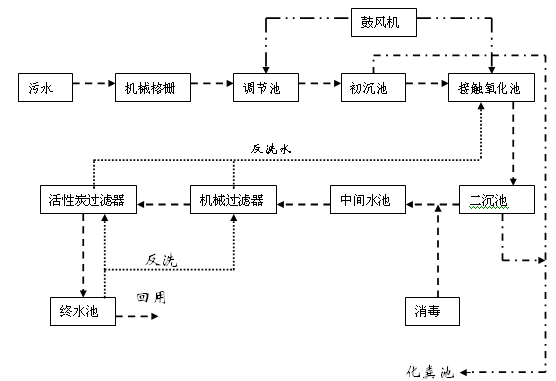 鼓风机
污水
机械格栅
调节池
初沉池
接触氧化池
反洗水
活性炭过滤器
机械过滤器
中间水池
二沉池
反洗
终水池
回用
消毒
化粪池